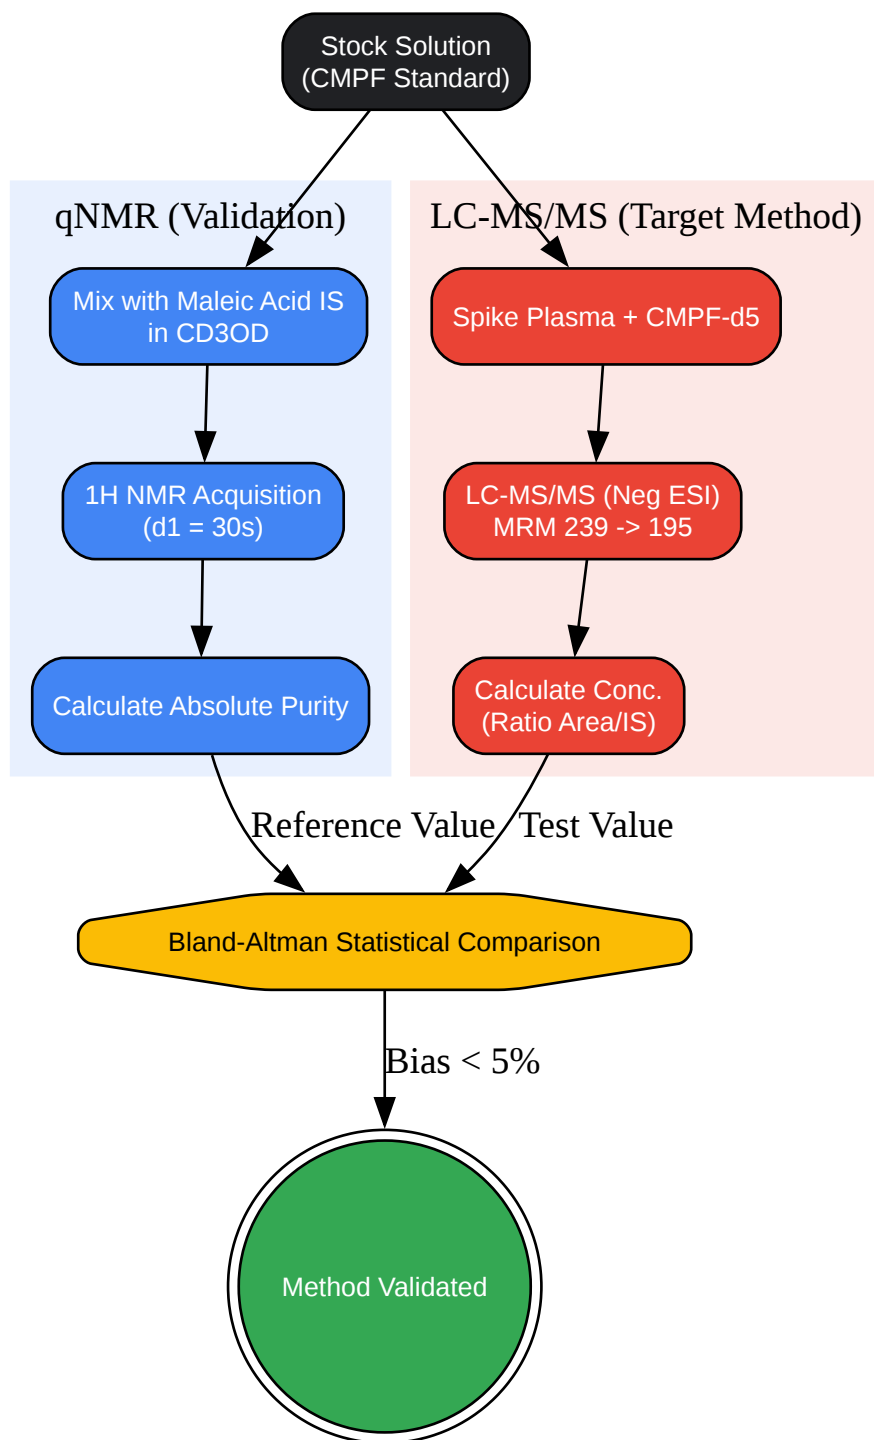 Stock Solution
(CMPF Standard)
qNMR (Validation)
Mix with Maleic Acid IS
in CD3OD
1H NMR Acquisition
(d1 = 30s)
Calculate Absolute Purity
LC-MS/MS (Target Method)
Spike Plasma + CMPF-d5
LC-MS/MS (Neg ESI)
MRM 239 -> 195
Calculate Conc.
(Ratio Area/IS)
Reference Value
Test Value
Bland-Altman Statistical Comparison
Bias < 5%
Method Validated